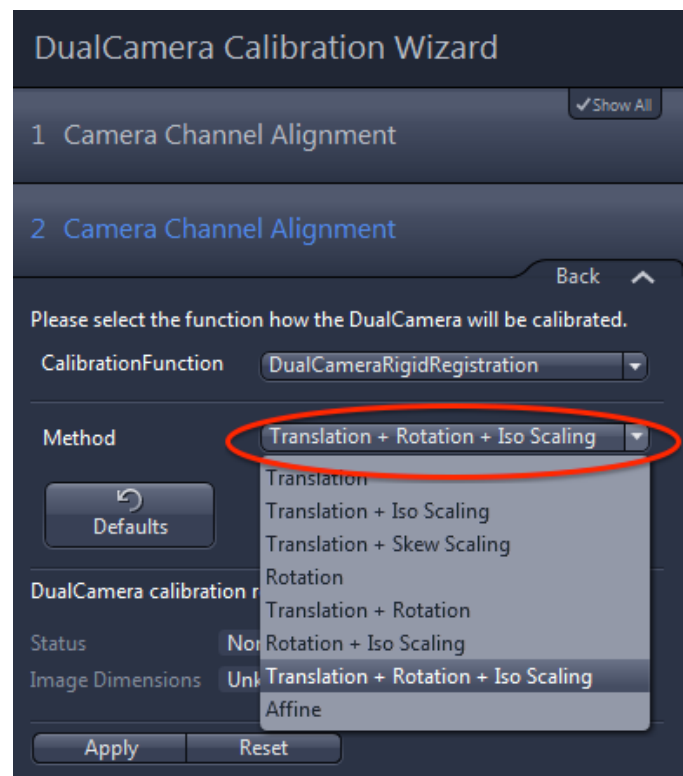 DualCamera Calibration Wizard
✓ Show All
1 Camera Channel Alignment
2 Camera Channel Alignment
Back
Please select the function how the DualCamera will be calibrated.
CalibrationFunction DualCameraRigidRegistration
Method Translation + Rotation + Iso Scaling
Translation
Translation + Iso Scaling
Translation + Skew Scaling
Rotation
Translation + Rotation
Rotation + Iso Scaling
Translation + Rotation + Iso Scaling
Affine
Defaults
DualCamera calibration
Status
Image Dimensions
Apply Reset